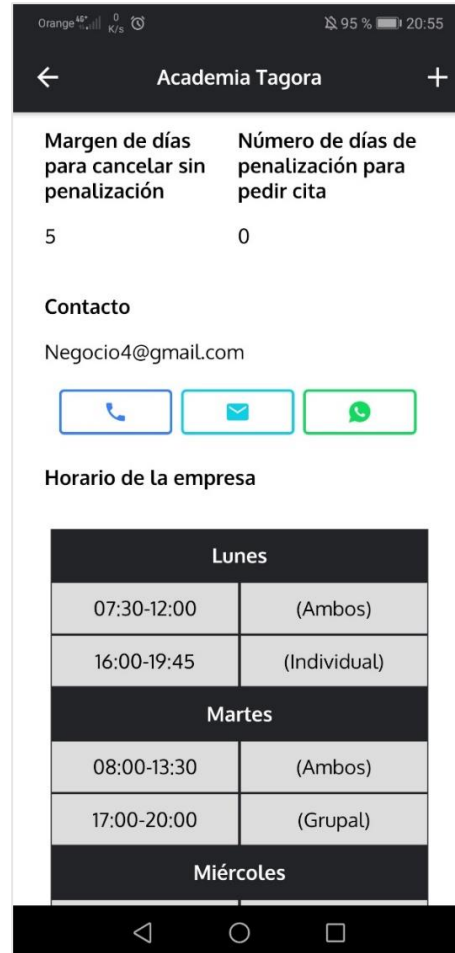 Orange 4G+ 0 K/s 95 % 20:55
Academia Tagora
Margen de días
para cancelar sin
penalización
5
Número de días de
penalización para
pedir cita
0
Contacto
Negocio4@gmail.com
Horario de la empresa
Lunes
07:30-12:00 (Ambos)
16:00-19:45 (Individual)
Martes
08:00-13:30 (Ambos)
17:00-20:00 (Grupal)
Miércoles